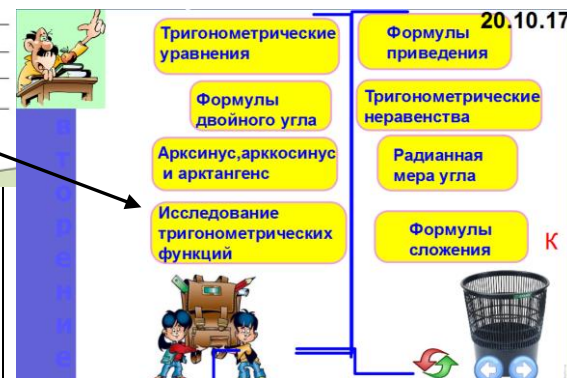 20.10.17
Тригонометрические
уравнения
Формулы
приведения
Формулы
двойного угла
Тригонометрические
неравенства
Арксинус,арккосинус
и арктангенс
Радианная
мера угла
Исследование
тригонометрических
функций
Формулы
сложения
К
в
т
о
р
е
н
и
е